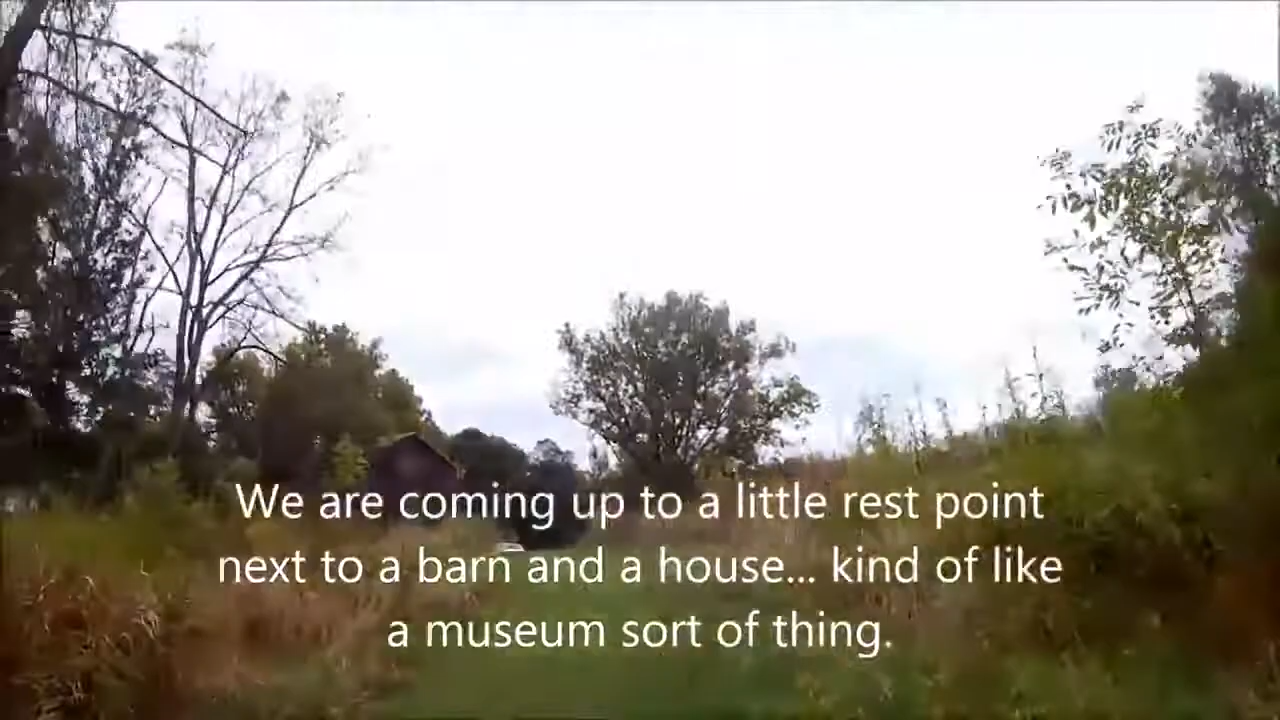 We are coming up to a little rest point
next to a barn and a house... kind of like
a museum sort of thing.